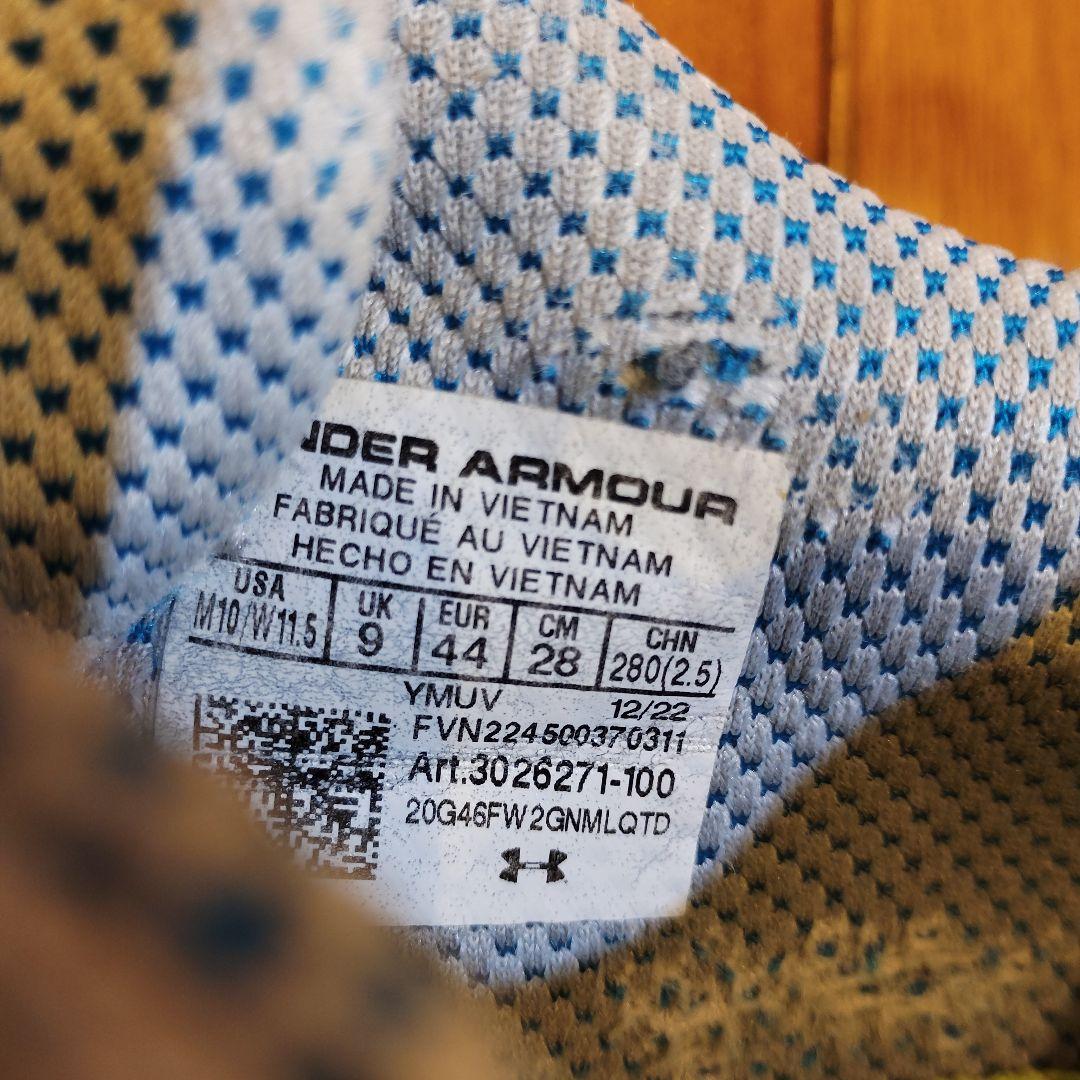 UNDER ARMOUR
MADE IN VIETNAM
FABRIQUÉ AU VIETNAM
HECHO EN VIETNAM
USA UK EUR CM CHN
M10/W11.5 9 44 28 280(2.5)
YMUV 12/22
FVN224500370311
Art.3026271-100
20G46FW2GNMLQTD